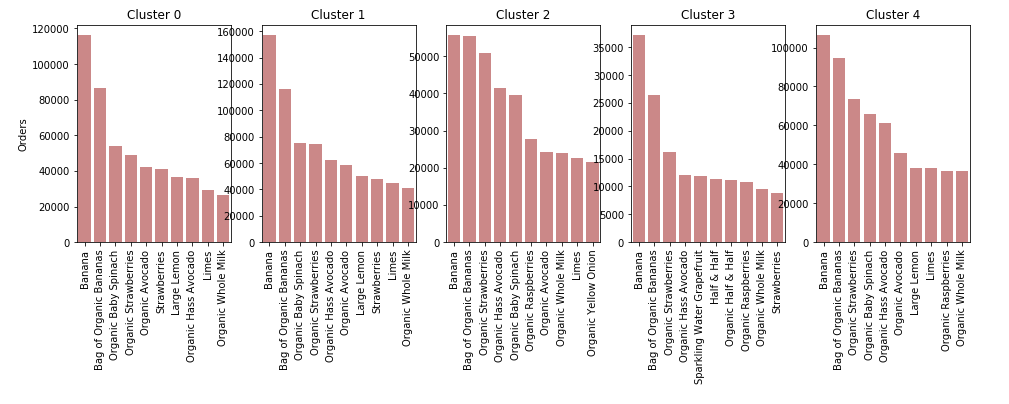 Cluster 0
Cluster 1
Cluster 2
Cluster 3
Cluster 4
Orders
120000
100000
80000
60000
40000
20000
0
Banana
Bag of Organic Bananas
Organic Baby Spinach
Organic Strawberries
Organic Avocado
Strawberries
Large Lemon
Organic Hass Avocado
Limes
Organic Whole Milk
160000
140000
120000
100000
80000
60000
40000
20000
0
Banana
Bag of Organic Bananas
Organic Baby Spinach
Organic Strawberries
Organic Hass Avocado
Organic Avocado
Large Lemon
Strawberries
Limes
Organic Whole Milk
50000
40000
30000
20000
10000
0
Banana
Bag of Organic Bananas
Organic Strawberries
Organic Hass Avocado
Organic Baby Spinach
Organic Raspberries
Organic Avocado
Organic Whole Milk
Limes
Organic Yellow Onion
35000
30000
25000
20000
15000
10000
5000
0
Banana
Bag of Organic Bananas
Organic Strawberries
Organic Hass Avocado
Sparkling Water Grapefruit
Half & Half
Organic Half & Half
Organic Raspberries
Organic Whole Milk
Strawberries
100000
80000
60000
40000
20000
0
Banana
Bag of Organic Bananas
Organic Strawberries
Organic Baby Spinach
Organic Hass Avocado
Organic Avocado
Large Lemon
Limes
Organic Raspberries
Organic Whole Milk